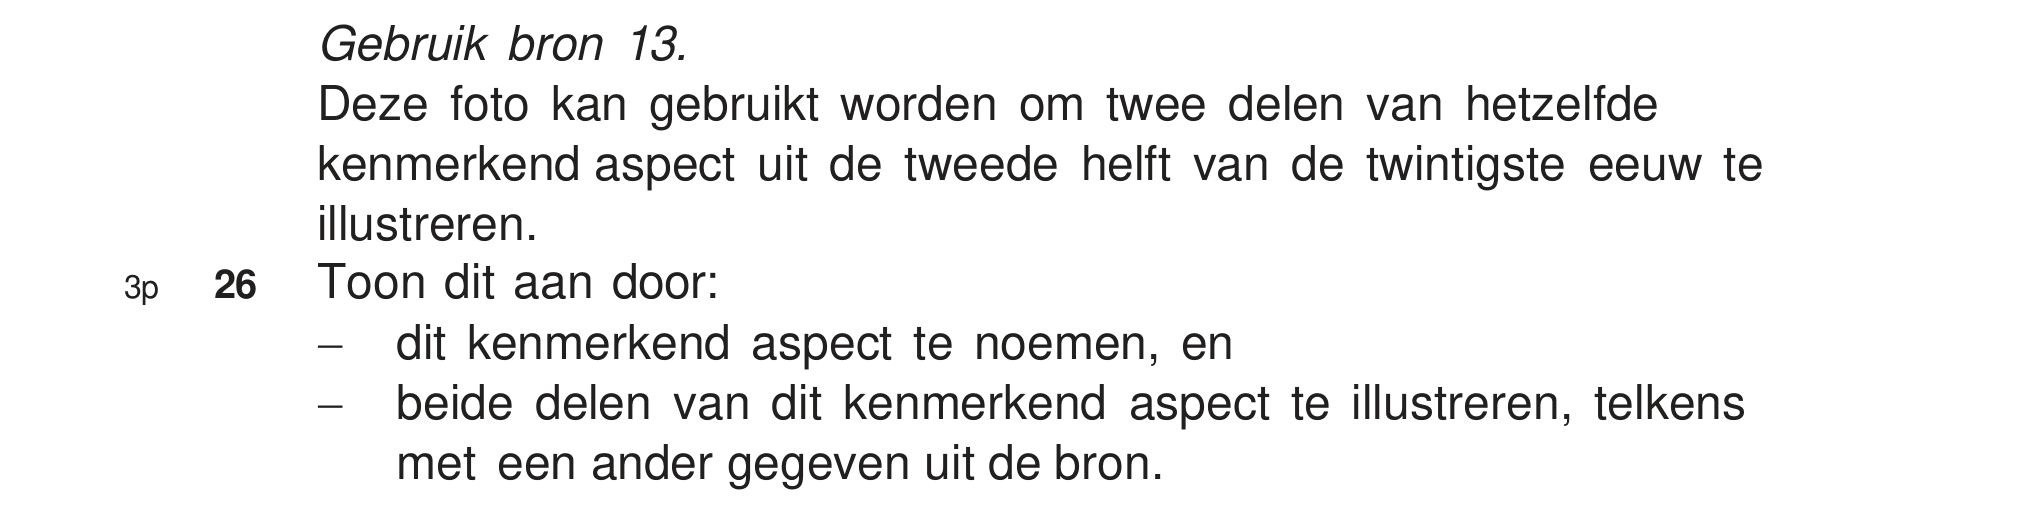 Gebruik bron 13.
Deze foto kan gebruikt worden om twee delen van hetzelfde
kenmerkend aspect uit de tweede helft van de twintigste eeuw te
illustreren.
3p 26 Toon dit aan door:
– dit kenmerkend aspect te noemen, en
– beide delen van dit kenmerkend aspect te illustreren, telkens
met een ander gegeven uit de bron.